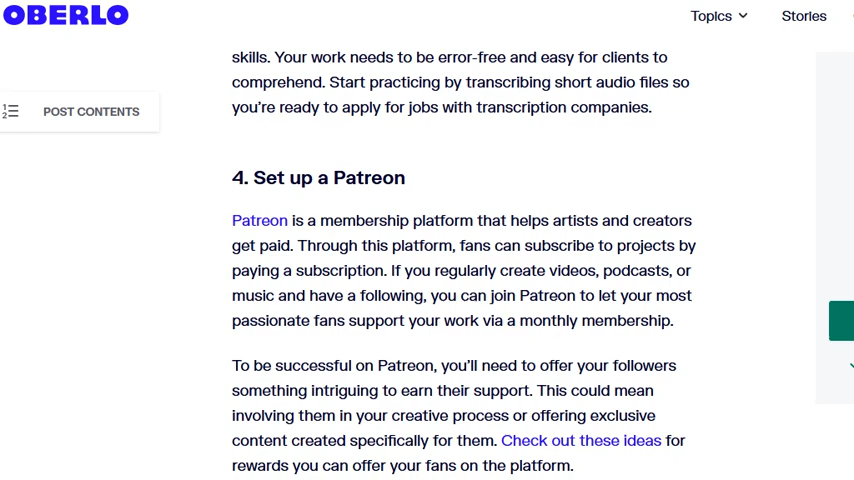 OBERLO
Topics
Stories
POST CONTENTS
skills. Your work needs to be error-free and easy for clients to
comprehend. Start practicing by transcribing short audio files so
you're ready to apply for jobs with transcription companies.
4. Set up a Patreon
Patreon is a membership platform that helps artists and creators
get paid. Through this platform, fans can subscribe to projects by
paying a subscription. If you regularly create videos, podcasts, or
music and have a following, you can join Patreon to let your most
passionate fans support your work via a monthly membership.
To be successful on Patreon, you'll need to offer your followers
something intriguing to earn their support. This could mean
involving them in your creative process or offering exclusive
content created specifically for them. Check out these ideas for
rewards you can offer your fans on the platform.